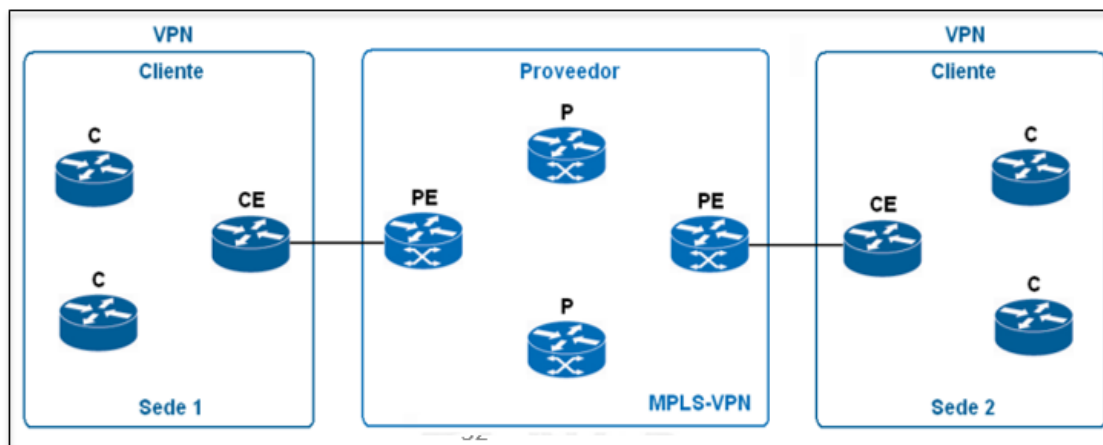 VPN
Cliente
C
CE
C
Sede 1
Proveedor
P
PE
PE
P
MPLS-VPN
VPN
Cliente
C
CE
C
Sede 2